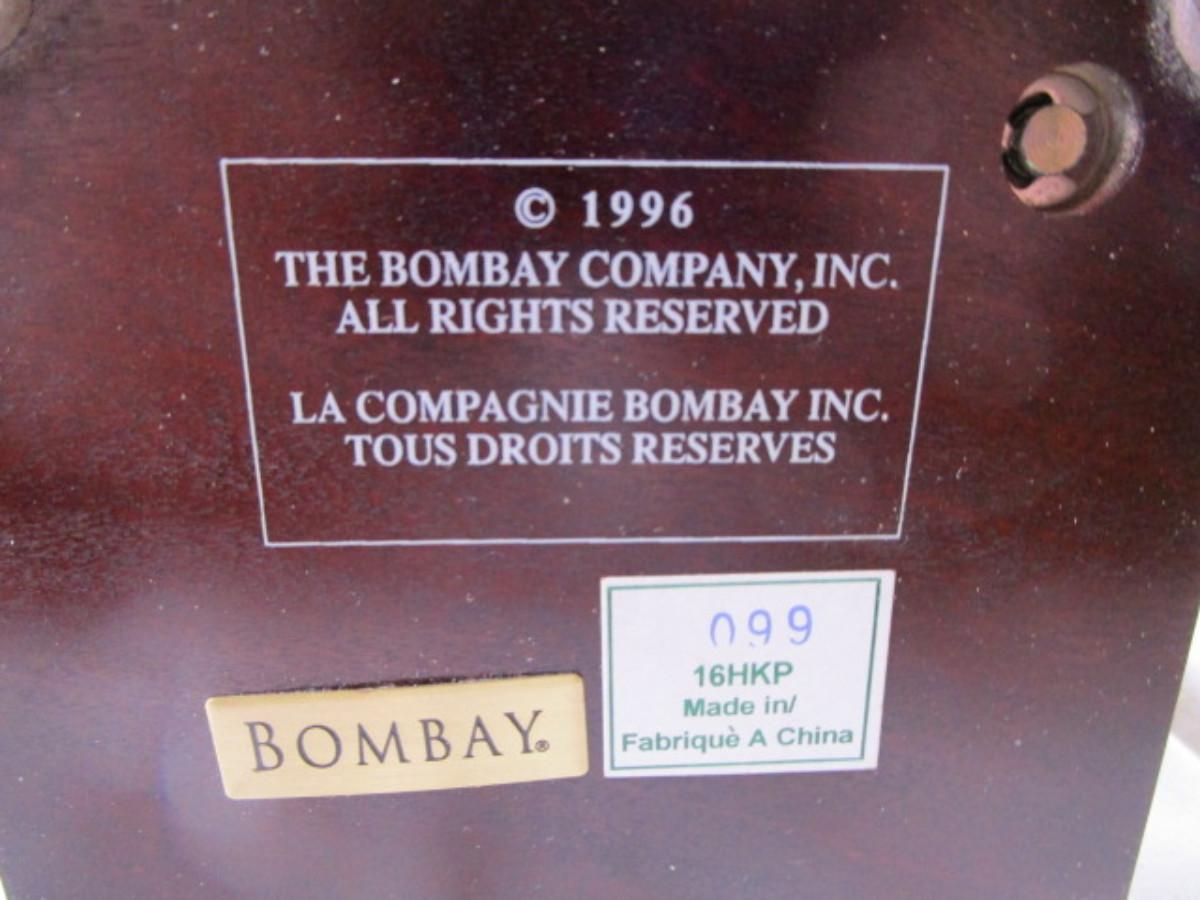 © 1996
THE BOMBAY COMPANY, INC.
ALL RIGHTS RESERVED
LA COMPAGNIE BOMBAY INC.
TOUS DROITS RESERVES
BOMBAY®
099
16HKP
Made in/
Fabriquè A China